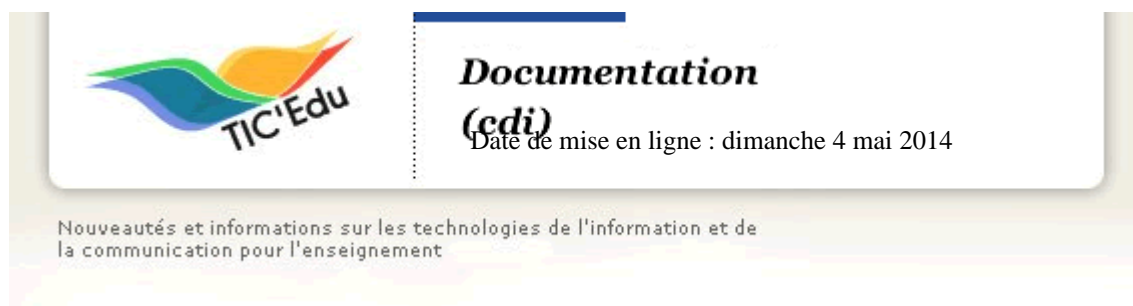 TIC'Edu
Documentation
(cdi)
Date de mise en ligne : dimanche 4 mai 2014
Nouveautés et informations sur les technologies de l'information et de
la communication pour l'enseignement